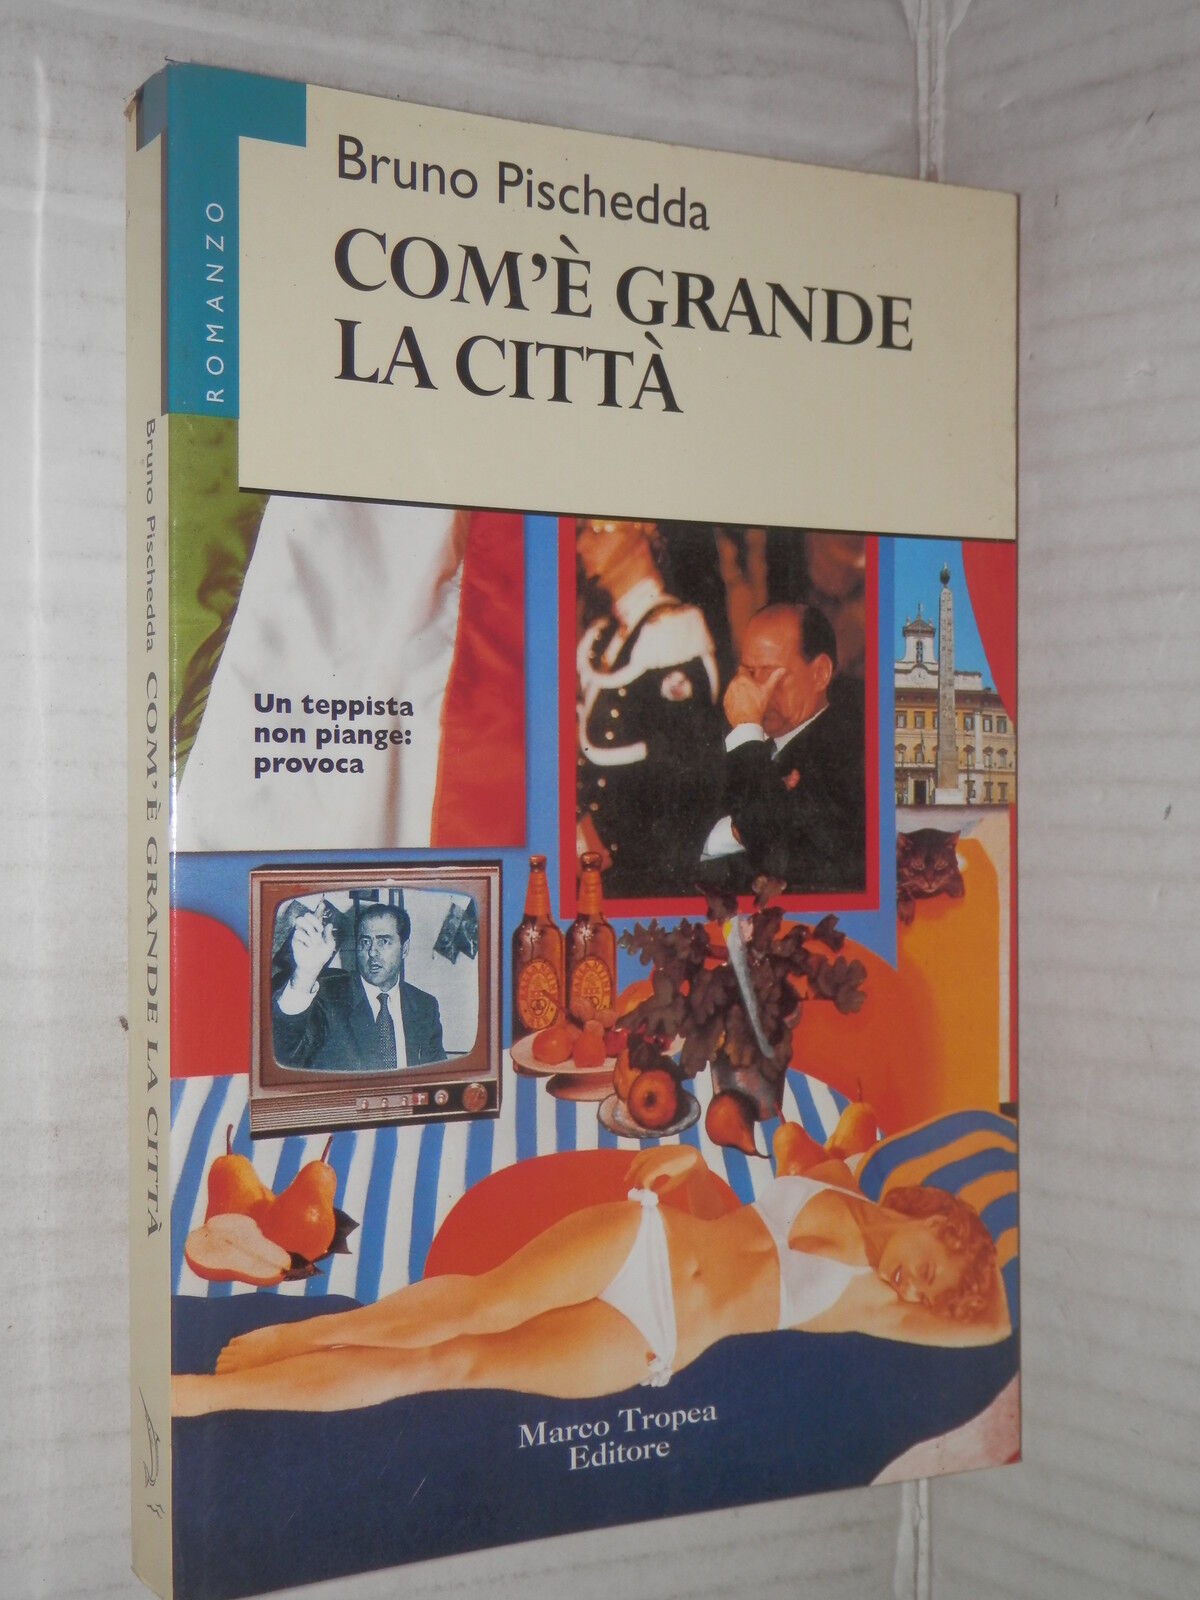 Bruno Pischedda
COM'È GRANDE
LA CITTÀ
ROMANZO
Un teppista
non piange:
provoca
Marco Tropea
Editore
Bruno Pischedda COM'È GRANDE LA CITTÀ